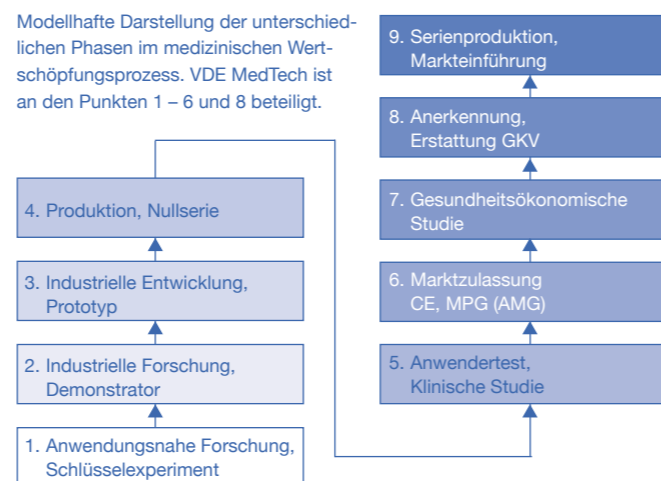 Modellhafte Darstellung der unterschied-
lichen Phasen im medizinischen Wert-
schöpfungsprozess. VDE MedTech ist
an den Punkten 1 – 6 und 8 beteiligt.
9. Serienproduktion,
Markteinführung
8. Anerkennung,
Erstattung GKV
7. Gesundheitsökonomische
Studie
6. Marktzulassung
CE, MPG (AMG)
5. Anwendertest,
Klinische Studie
4. Produktion, Nullserie
3. Industrielle Entwicklung,
Prototyp
2. Industrielle Forschung,
Demonstrator
1. Anwendungsnahe Forschung,
Schlüsselexperiment